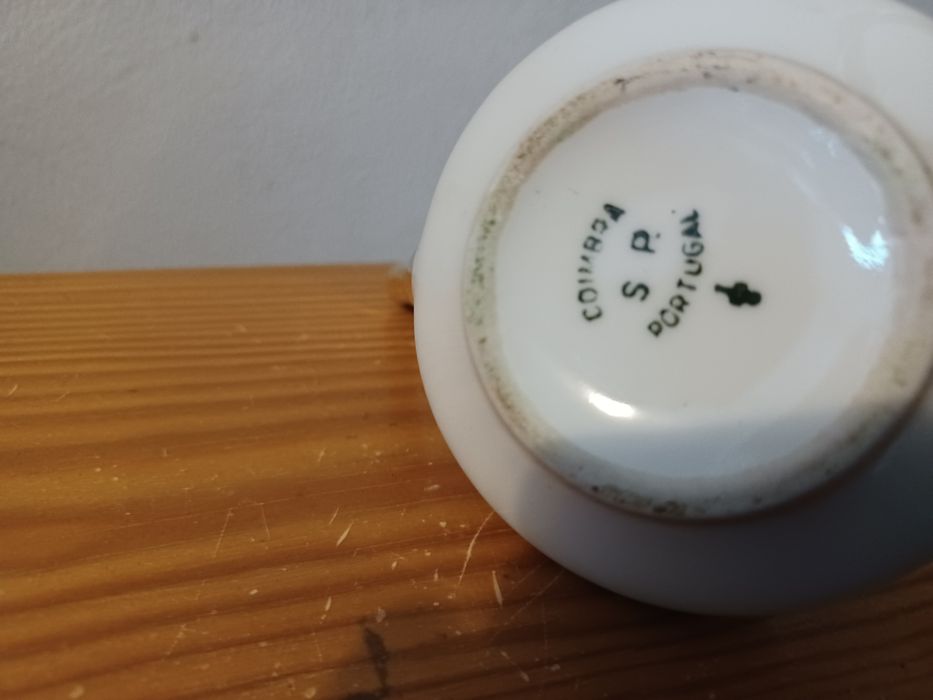 COIMBRA
S P.
PORTUGAL